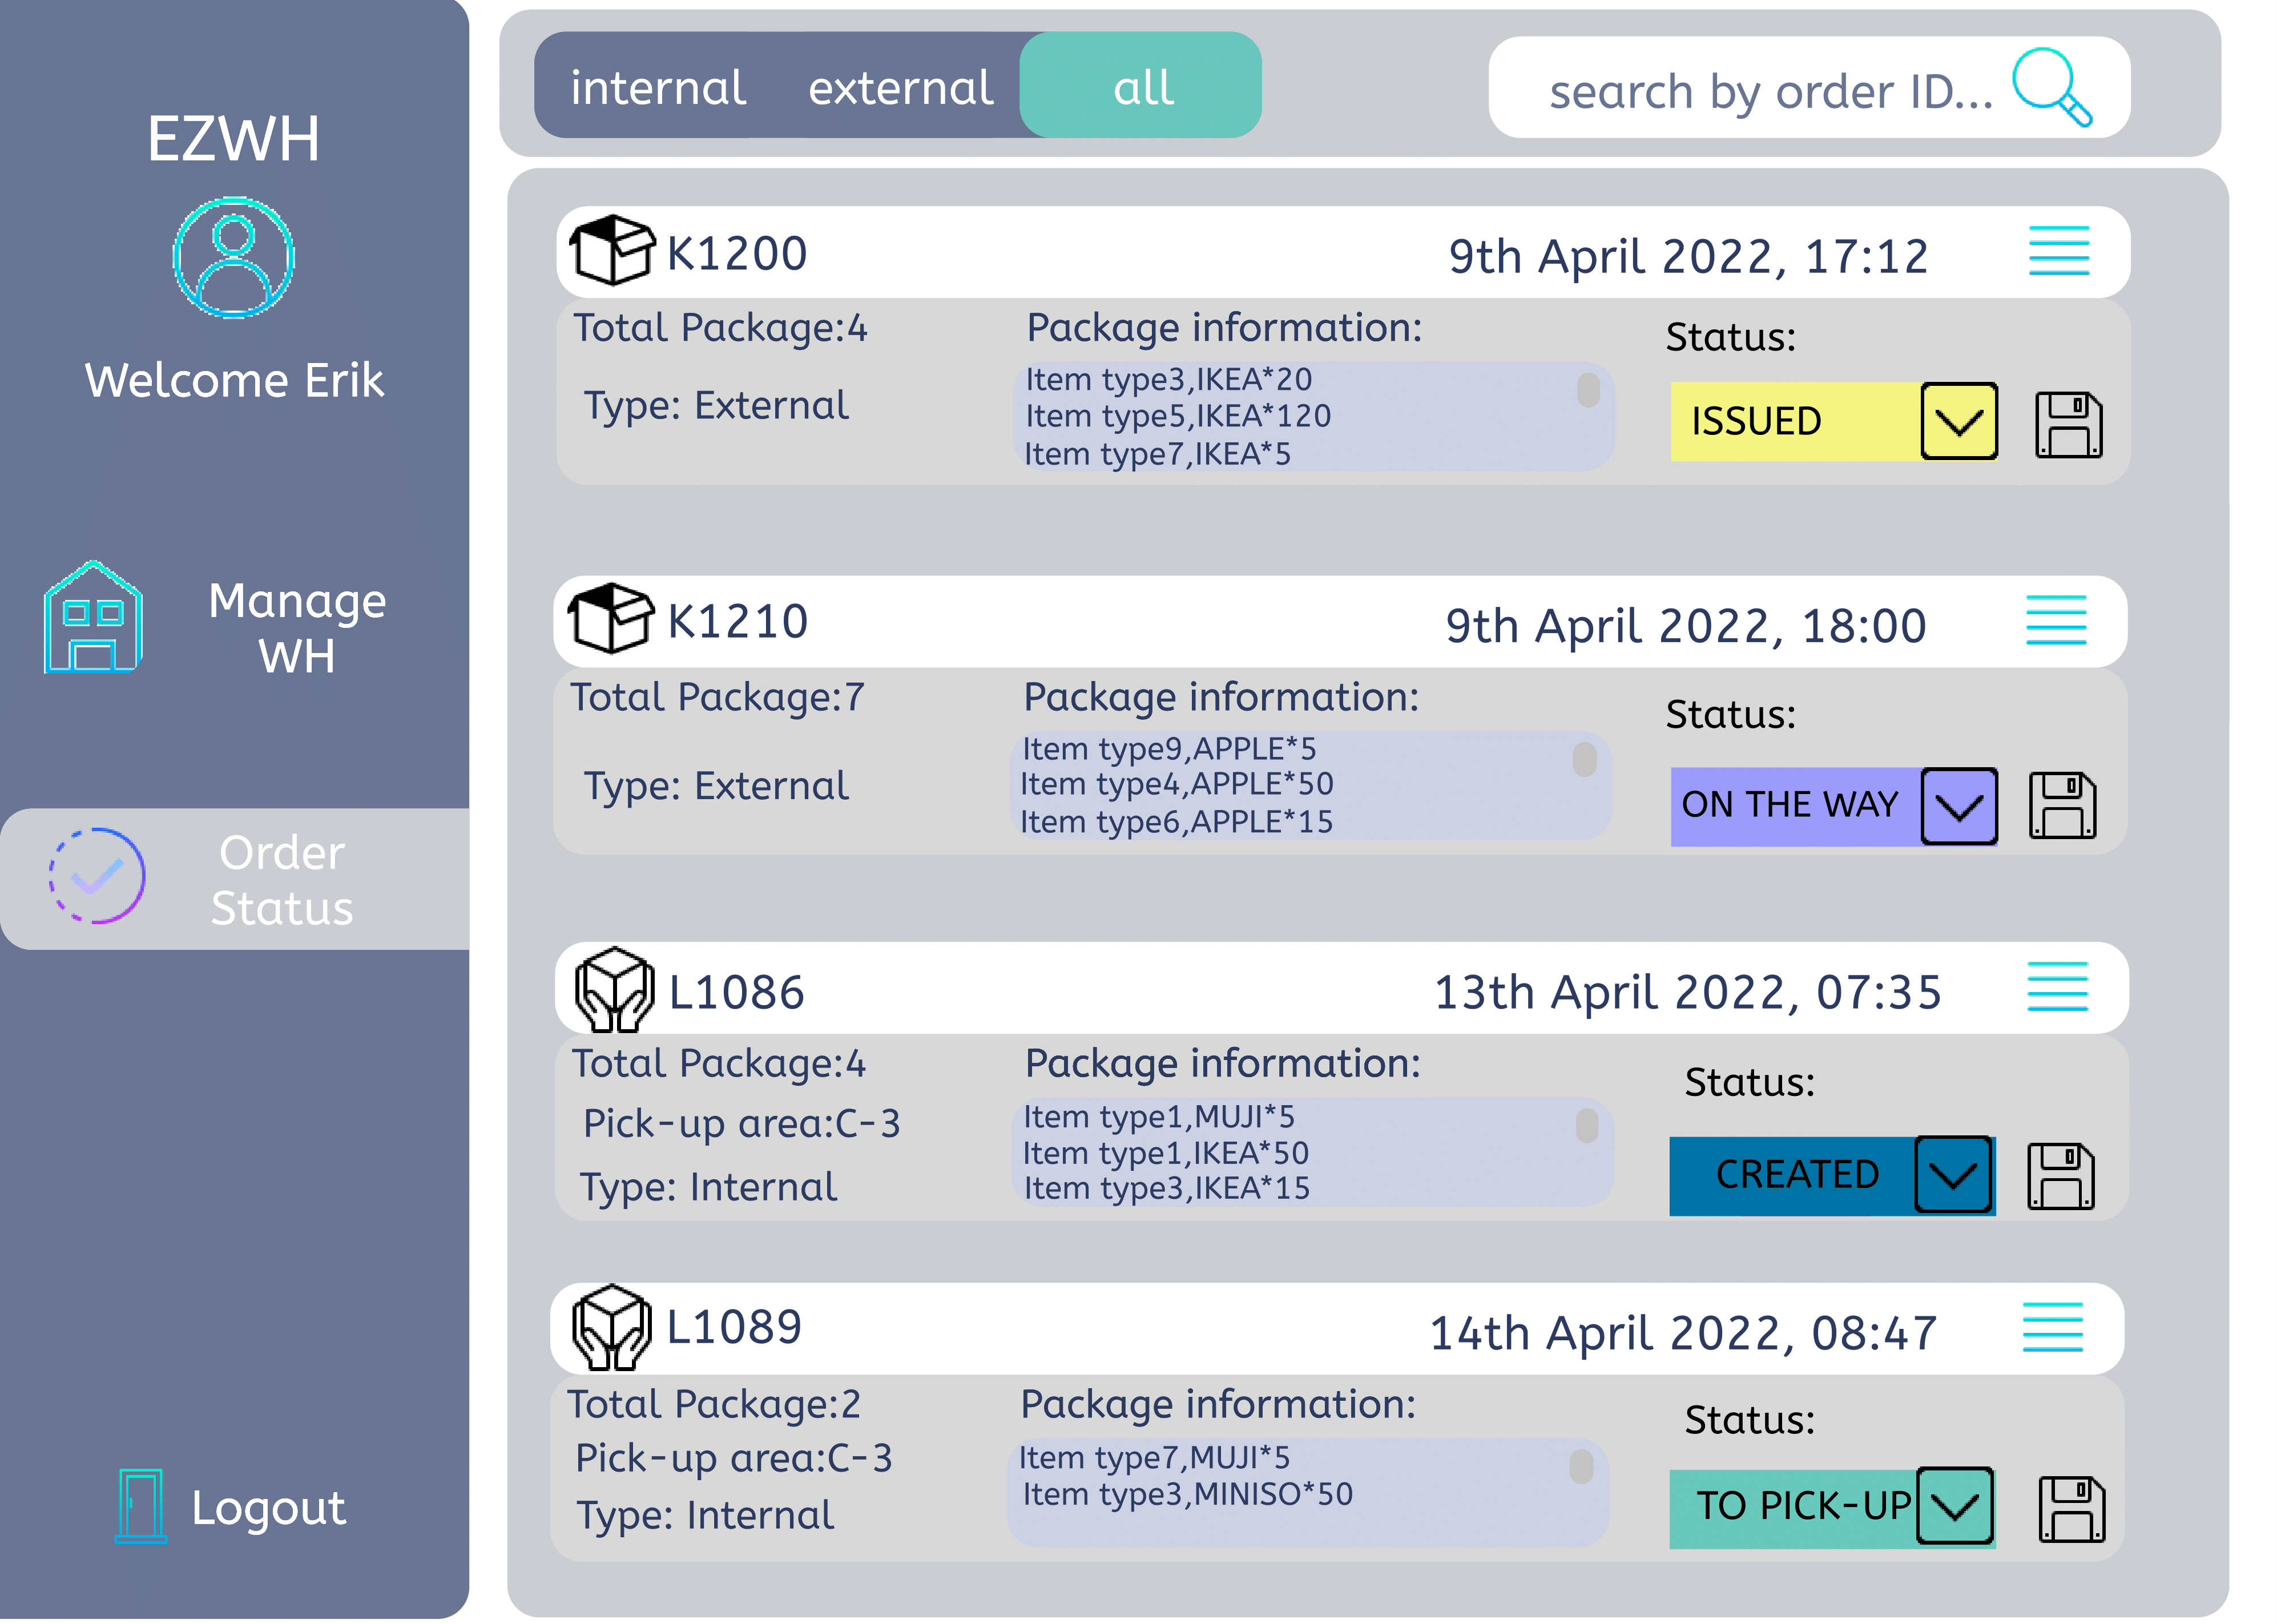 EZWH
Welcome Erik
Manage
WH
Order
Status
Logout
internal external all
search by order ID...
K1200
9th April 2022, 17:12
Total Package:4
Type: External
Package information:
Item type3,IKEA*20
Item type5,IKEA*120
Item type7,IKEA*5
Status:
ISSUED
K1210
9th April 2022, 18:00
Total Package:7
Type: External
Package information:
Item type9,APPLE*5
Item type4,APPLE*50
Item type6,APPLE*15
Status:
ON THE WAY
L1086
13th April 2022, 07:35
Total Package:4
Pick-up area:C-3
Type: Internal
Package information:
Item type1,MUJI*5
Item type1,IKEA*50
Item type3,IKEA*15
Status:
CREATED
L1089
14th April 2022, 08:47
Total Package:2
Pick-up area:C-3
Type: Internal
Package information:
Item type7,MUJI*5
Item type3,MINISO*50
Status:
TO PICK-UP